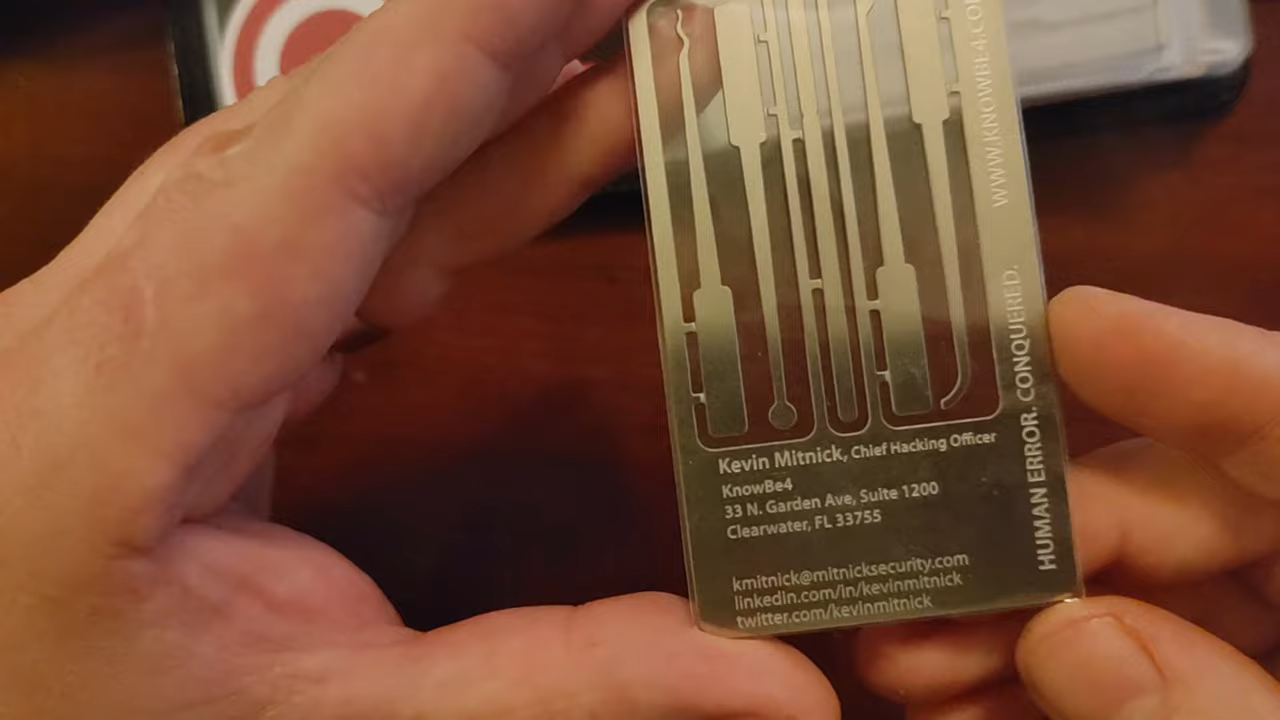 Kevin Mitnick, Chief Hacking Officer
KnowBe4
33 N. Garden Ave, Suite 1200
Clearwater, FL 33755
kmitnick@mitnicksecurity.com
linkedin.com/in/kevinmitnick
twitter.com/kevinmitnick
HUMAN ERROR. CONQUERED.
WWW.KNOWBE4.CO